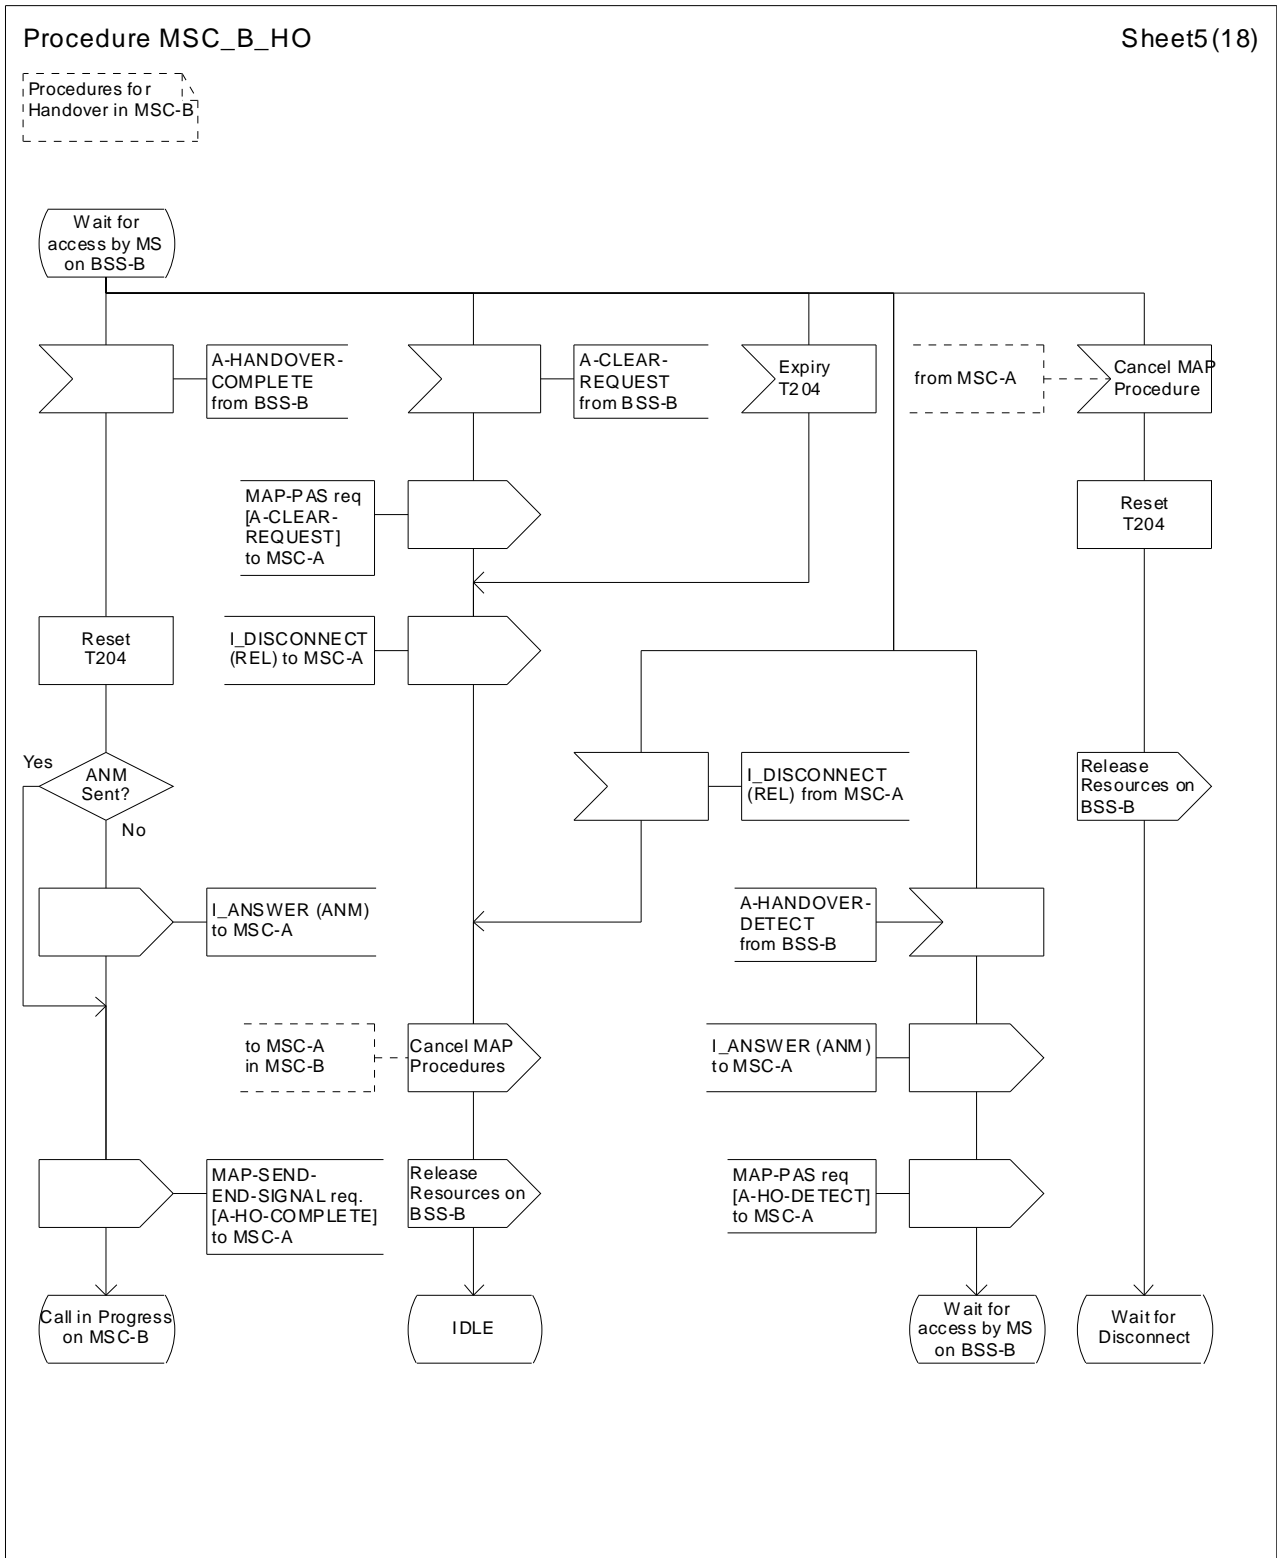 Procedure MSC_B_HO
Sheet5(18)
Procedures for
Handover in MSC-B
Wait for
access by MS
on BSS-B
A-HANDOVER-
COMPLETE
from BSS-B
A-CLEAR-
REQUEST
from BSS-B
Expiry
T204
from MSC-A
Cancel MAP
Procedure
MAP-PAS req
[A-CLEAR-
REQUEST]
to MSC-A
Reset
T204
Reset
T204
I_DISCONNECT
(REL) to MSC-A
Yes
ANM
Sent?
No
I_DISCONNECT
(REL) from MSC-A
Release
Resources on
BSS-B
I_ANSWER (ANM)
to MSC-A
A-HANDOVER-
DETECT
from BSS-B
to MSC-A
in MSC-B
Cancel MAP
Procedures
I_ANSWER (ANM)
to MSC-A
MAP-SEND-
END-SIGNAL req.
[A-HO-COMPLETE]
to MSC-A
Release
Resources on
BSS-B
MAP-PAS req
[A-HO-DETECT]
to MSC-A
Call in Progress
on MSC-B
IDLE
Wait for
access by MS
on BSS-B
Wait for
Disconnect